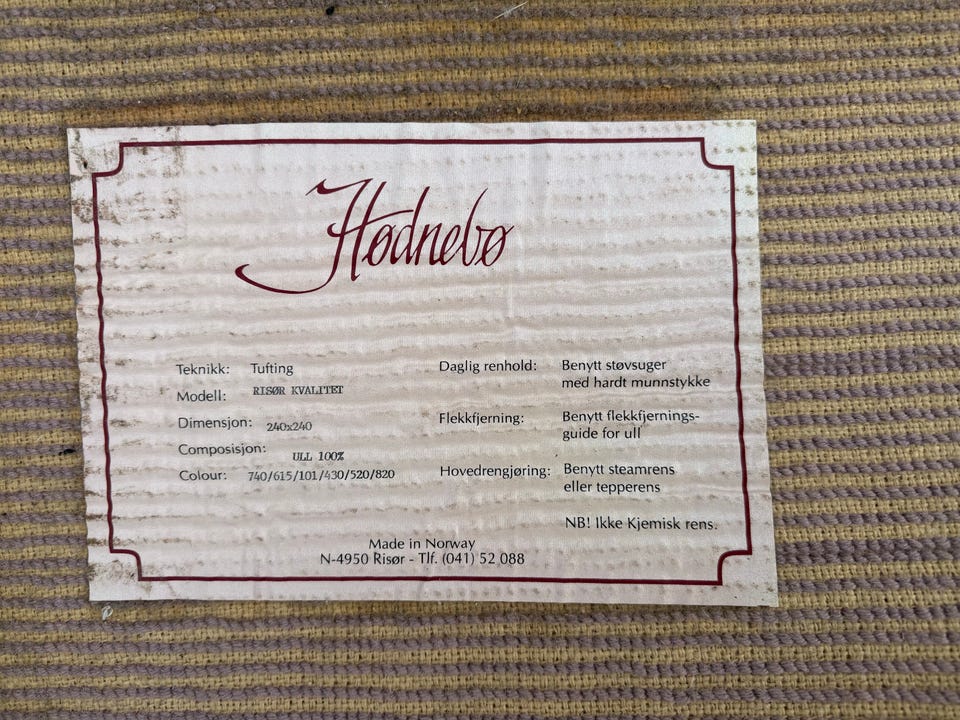 Hødnebø
Teknikk: Tufting
Modell: RISØR KVALITET
Dimensjon: 240x240
Composisjon: ULL 100%
Colour: 740/615/101/430/520/820
Daglig renhold: Benytt støvsuger
med hardt munnstykke
Flekkfjerning: Benytt flekkfjernings-
guide for ull
Hovedrengjøring: Benytt steamrens
eller tepperens
NB! Ikke Kjemisk rens.
Made in Norway
N-4950 Risør - Tlf. (041) 52 088